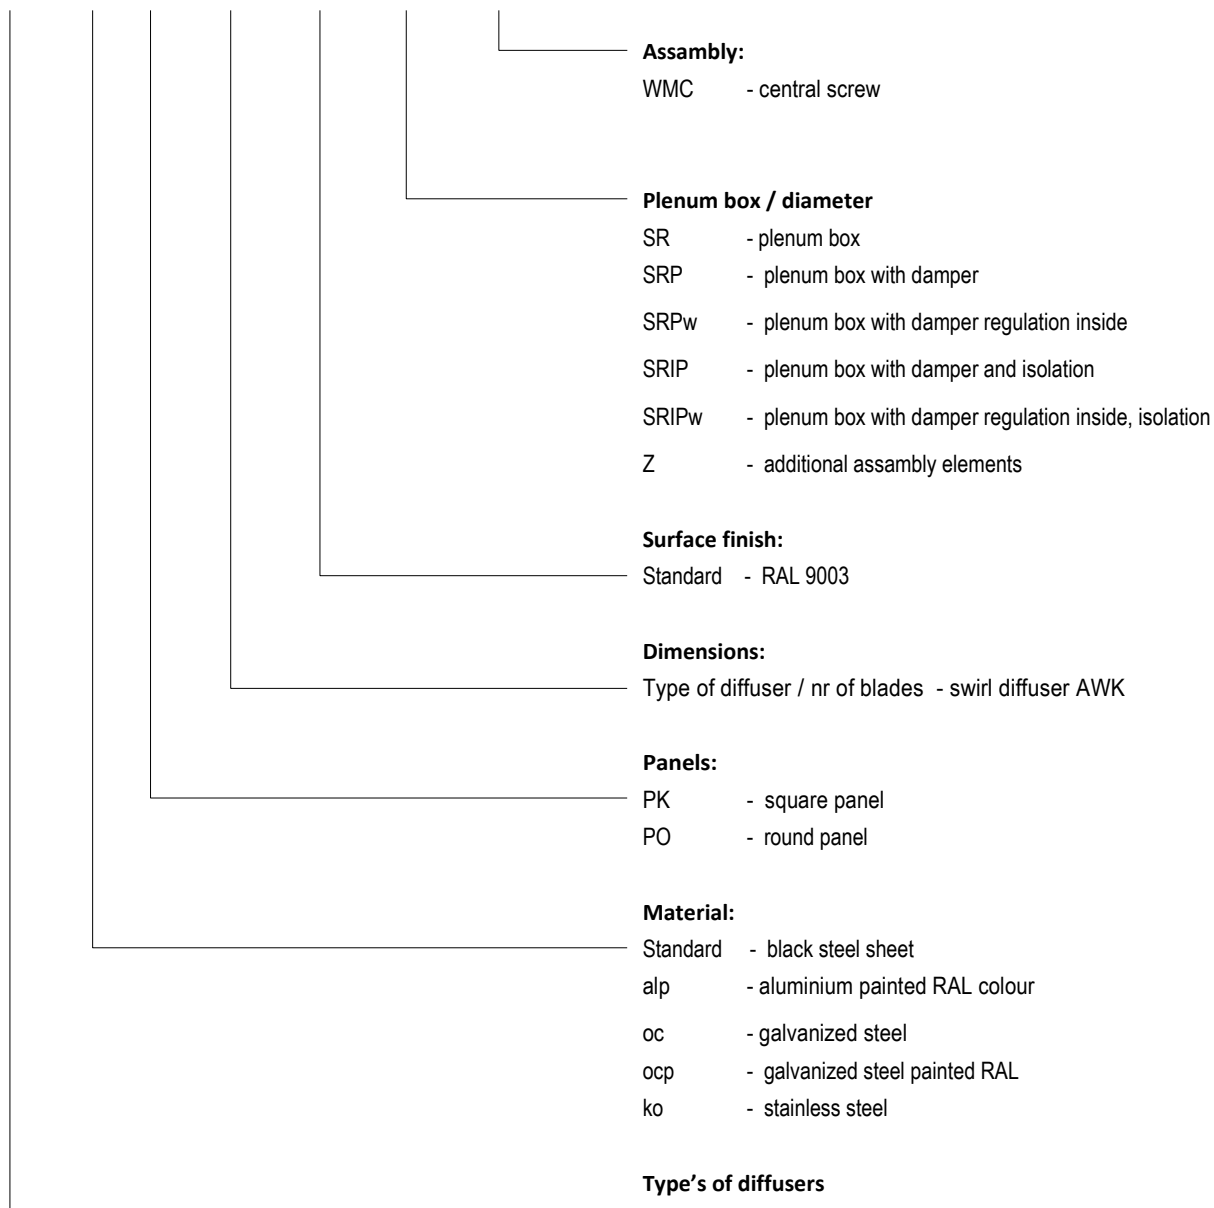 Assambly:
WMC - central screw
Plenum box / diameter
SR - plenum box
SRP - plenum box with damper
SRPw - plenum box with damper regulation inside
SRIP - plenum box with damper and isolation
SRIPw - plenum box with damper regulation inside, isolation
Z - additional assambly elements
Surface finish:
Standard - RAL 9003
Dimensions:
Type of diffuser / nr of blades - swirl diffuser AWK
Panels:
PK - square panel
PO - round panel
Material:
Standard - black steel sheet
alp - aluminium painted RAL colour
oc - galvanized steel
ocp - galvanized steel painted RAL
ko - stainless steel
Type’s of diffusers